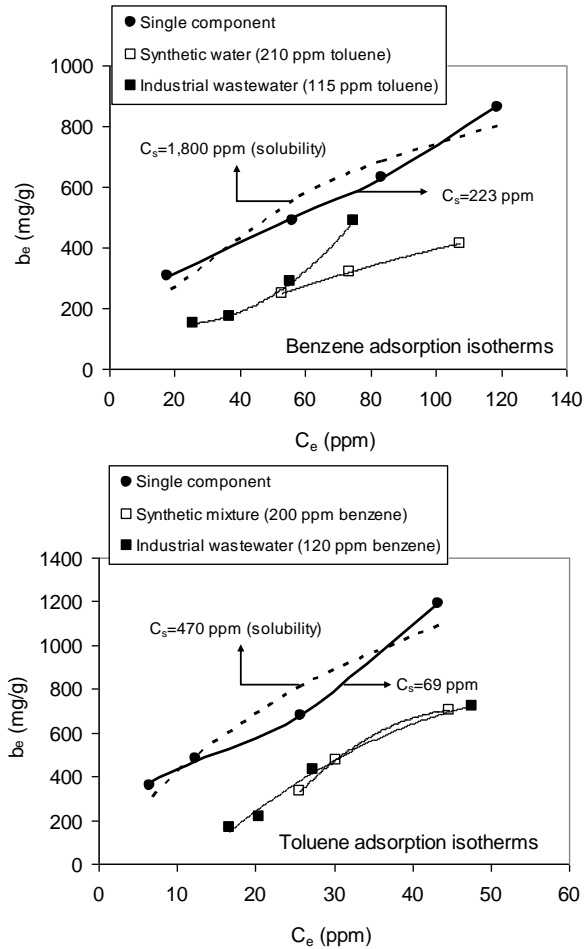 Single component
Synthetic water (210 ppm toluene)
Industrial wastewater (115 ppm toluene)
1000
800
600
400
200
0
bₑ (mg/g)
Cₛ=1,800 ppm (solubility)
Cₛ=223 ppm
Benzene adsorption isotherms
0 20 40 60 80 100 120 140
Cₑ (ppm)
Single component
Synthetic mixture (200 ppm benzene)
Industrial wastewater (120 ppm benzene)
1400
1200
1000
800
600
400
200
0
bₑ (mg/g)
Cₛ=470 ppm (solubility)
Cₛ=69 ppm
Toluene adsorption isotherms
0 10 20 30 40 50 60
Cₑ (ppm)